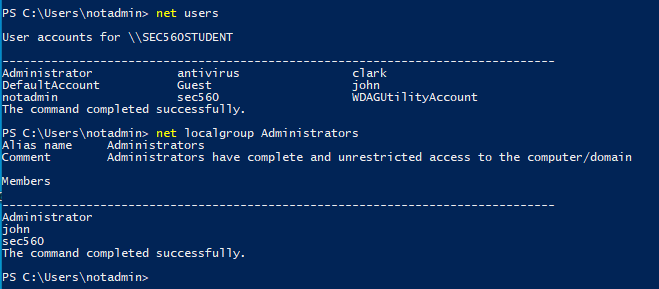 PS C:\Users\notadmin> net users
User accounts for \\SEC560STUDENT
-------------------------------------------------------------------------------
Administrator            antivirus                clark
DefaultAccount           Guest                    john
notadmin                 sec560                   WDAGUtilityAccount
The command completed successfully.
PS C:\Users\notadmin> net localgroup Administrators
Alias name     Administrators
Comment        Administrators have complete and unrestricted access to the computer/domain
Members
-------------------------------------------------------------------------------
Administrator
john
sec560
The command completed successfully.
PS C:\Users\notadmin>